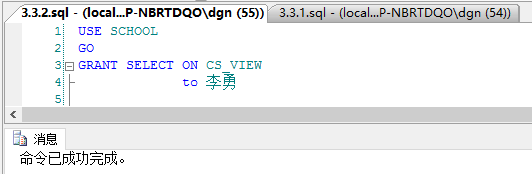 3.3.2.sql - (local...P-NBRTDQO\dgn (55))
3.3.1.sql - (local...P-NBRTDQO\dgn (54))
1 USE SCHOOL
2 GO
3 GRANT SELECT ON CS_VIEW
4 to 李勇
5
消息
命令已成功完成。